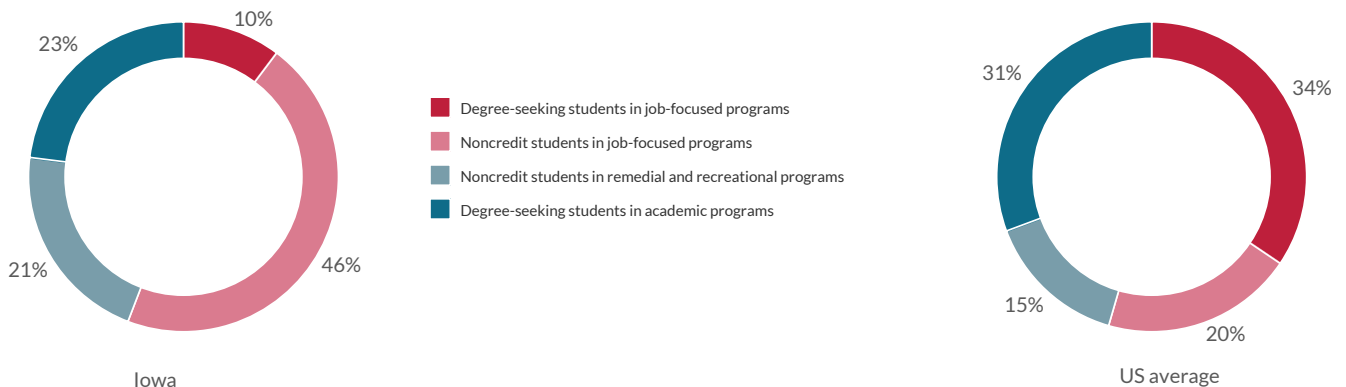 10%
23%
46%
21%
Iowa
Degree-seeking students in job-focused programs
Noncredit students in job-focused programs
Noncredit students in remedial and recreational programs
Degree-seeking students in academic programs
31%
34%
15%
20%
US average